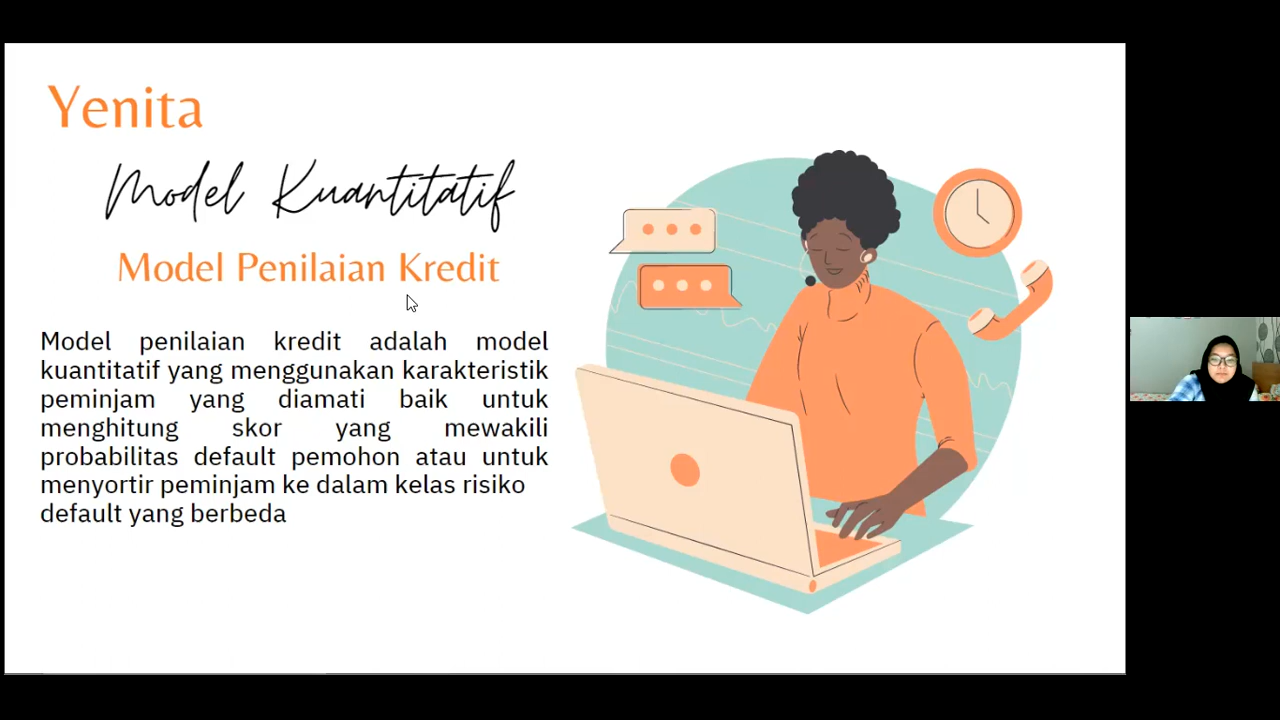 Yenita
Model Kuantitatif
Model Penilaian Kredit
Model penilaian kredit adalah model
kuantitatif yang menggunakan karakteristik
peminjam yang diamati baik untuk
menghitung skor yang mewakili
probabilitas default pemohon atau untuk
menyortir peminjam ke dalam kelas risiko
default yang berbeda